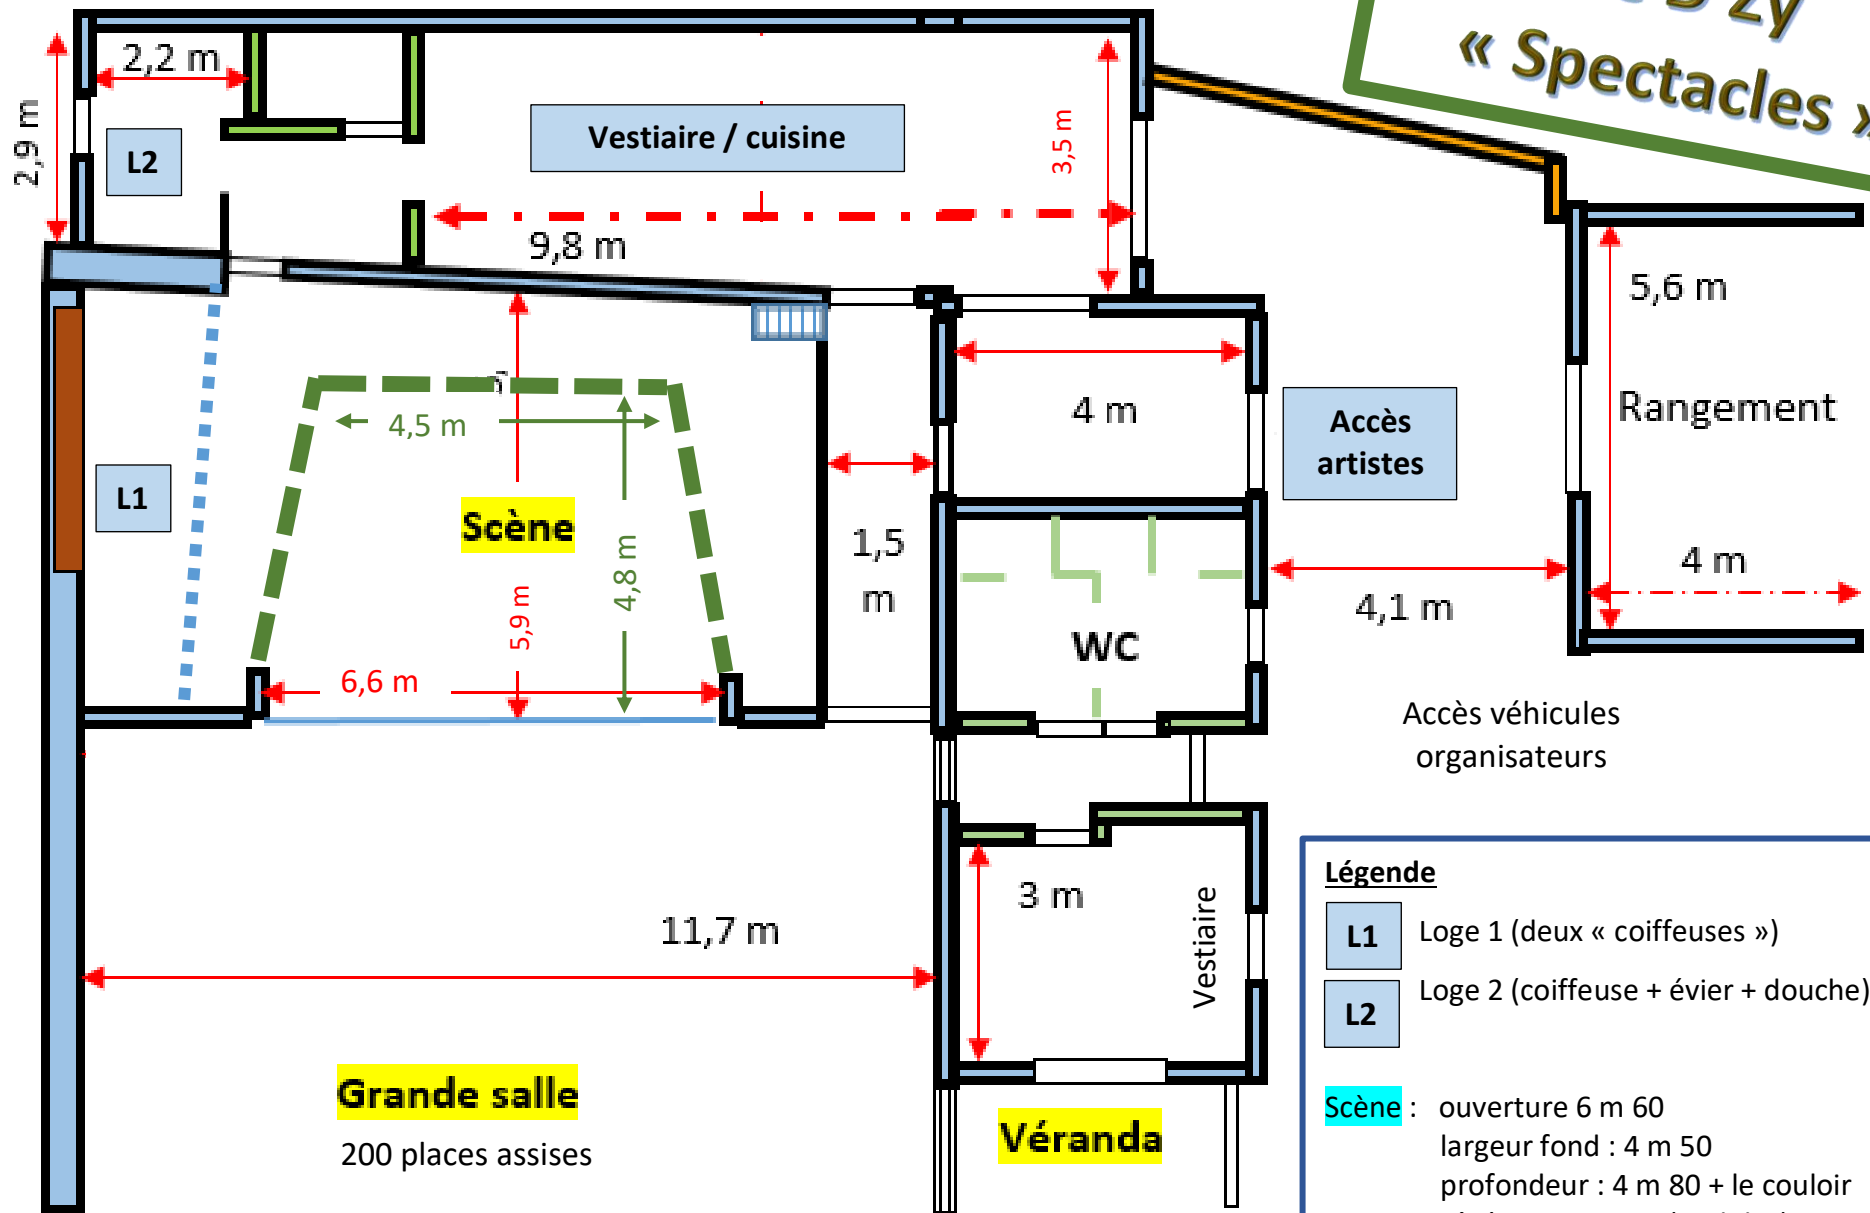 « Spectacles »
2,2 m
2,9 m
L2
Vestiaire / cuisine
3,5 m
9,8 m
5,6 m
Rangement
4 m
4,5 m
4 m
Accès
artistes
L1
Scène
1,5
m
4,8 m
5,9 m
6,6 m
WC
4,1 m
Accès véhicules
organisateurs
11,7 m
3 m
Vestiaire
Grande salle
200 places assises
Véranda
Légende
L1 Loge 1 (deux « coiffeuses »)
L2 Loge 2 (coiffeuse + évier + douche)
Scène : ouverture 6 m 60
largeur fond : 4 m 50
profondeur : 4 m 80 + le couloir